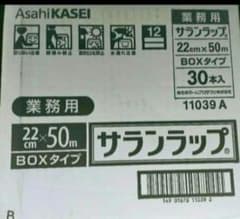 AsahiKASEI
業務用
サランラップ®
22cm×50m
BOXタイプ
30本入
11039 A
業務用
22cm×50m
BOXタイプ
サランラップ®